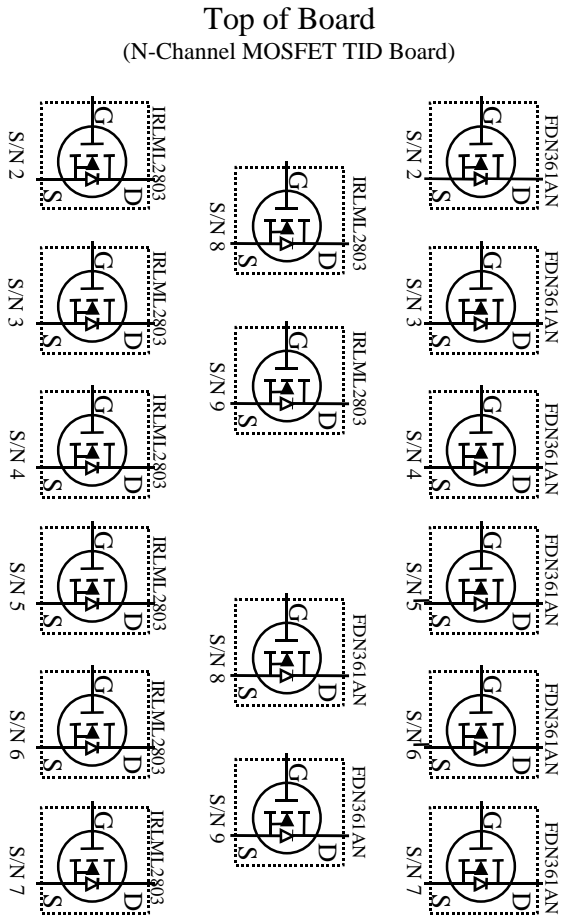 Top of Board
(N-Channel MOSFET TID Board)
S/N 2
G
S
D
IRLML2803
S/N 8
G
S
D
IRLML2803
S/N 2
G
S
D
FDN361AN
S/N 3
G
S
D
IRLML2803
S/N 9
G
S
D
IRLML2803
S/N 3
G
S
D
FDN361AN
S/N 4
G
S
D
IRLML2803
S/N 4
G
S
D
FDN361AN
S/N 5
G
S
D
IRLML2803
S/N 5
G
S
D
FDN361AN
S/N 8
G
S
D
FDN361AN
S/N 6
G
S
D
IRLML2803
S/N 6
G
S
D
FDN361AN
S/N 9
G
S
D
FDN361AN
S/N 7
G
S
D
IRLML2803
S/N 7
G
S
D
FDN361AN